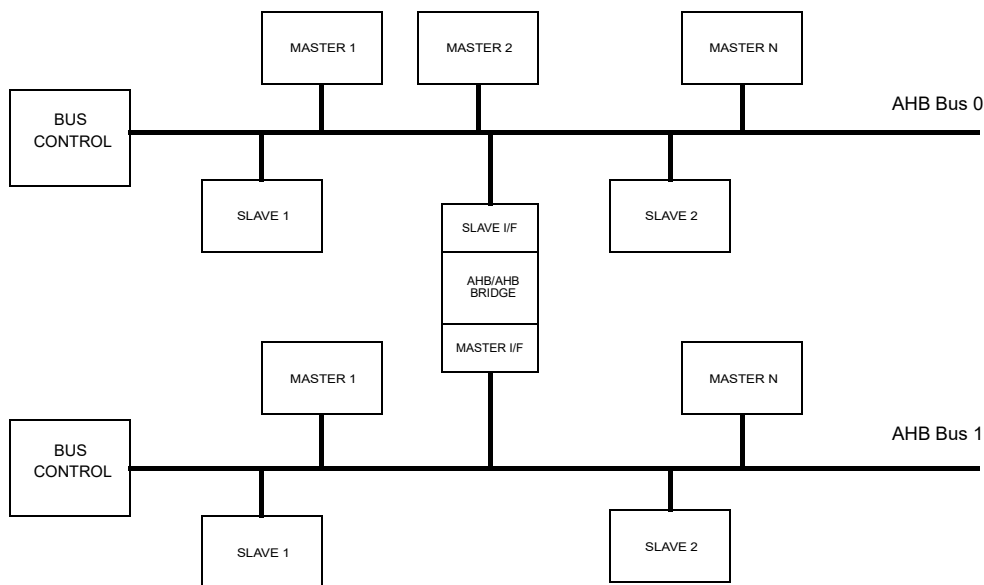 MASTER 1
MASTER 2
MASTER N
AHB Bus 0
BUS
CONTROL
SLAVE 1
SLAVE 2
SLAVE I/F
AHB/AHB
BRIDGE
MASTER I/F
MASTER 1
MASTER N
AHB Bus 1
BUS
CONTROL
SLAVE 1
SLAVE 2